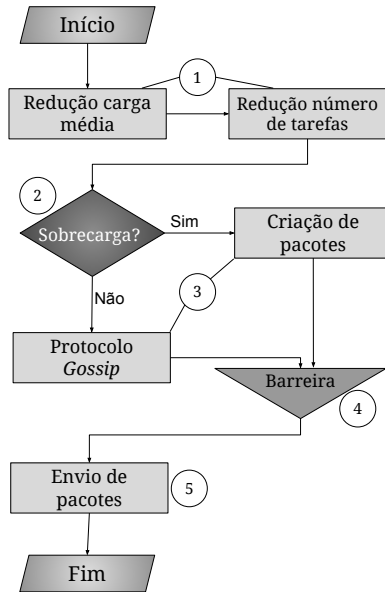 Início
1
Redução carga
média
Redução número
de tarefas
2
Sobrecarga?
Sim
Criação de
pacotes
Não
3
Protocolo
Gossip
Barreira
4
Envio de
pacotes
5
Fim